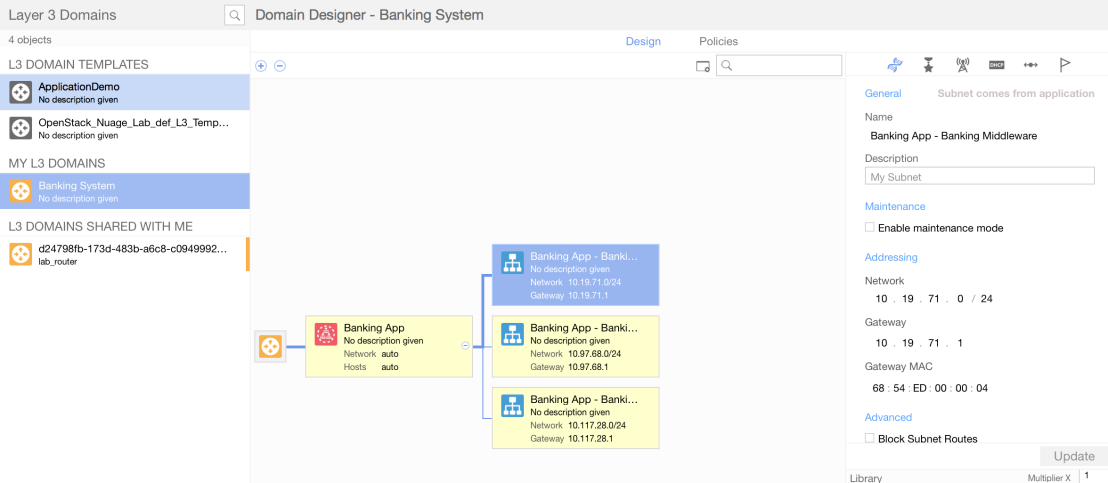 Layer 3 Domains
Domain Designer - Banking System
4 objects
Design
Policies
L3 DOMAIN TEMPLATES
ApplicationDemo
No description given
OpenStack_Nuage_Lab_def_L3_Temp...
No description given
MY L3 DOMAINS
Banking System
No description given
L3 DOMAINS SHARED WITH ME
d24798fb-173d-483b-a6c8-c0949992...
lab_router
Banking App
No description given
Network auto
Hosts auto
Banking App - Banki...
No description given
Network 10.19.71.0/24
Gateway 10.19.71.1
Banking App - Banki...
No description given
Network 10.97.68.0/24
Gateway 10.97.68.1
Banking App - Banki...
No description given
Network 10.117.28.0/24
Gateway 10.117.28.1
DHCP
General
Subnet comes from application
Name
Banking App - Banking Middleware
Description
My Subnet
Maintenance
Enable maintenance mode
Addressing
Network
10 . 19 . 71 . 0 / 24
Gateway
10 . 19 . 71 . 1
Gateway MAC
68 : 54 : ED : 00 : 00 : 04
Advanced
Block Subnet Routes
Update
Library
Multiplier X 1